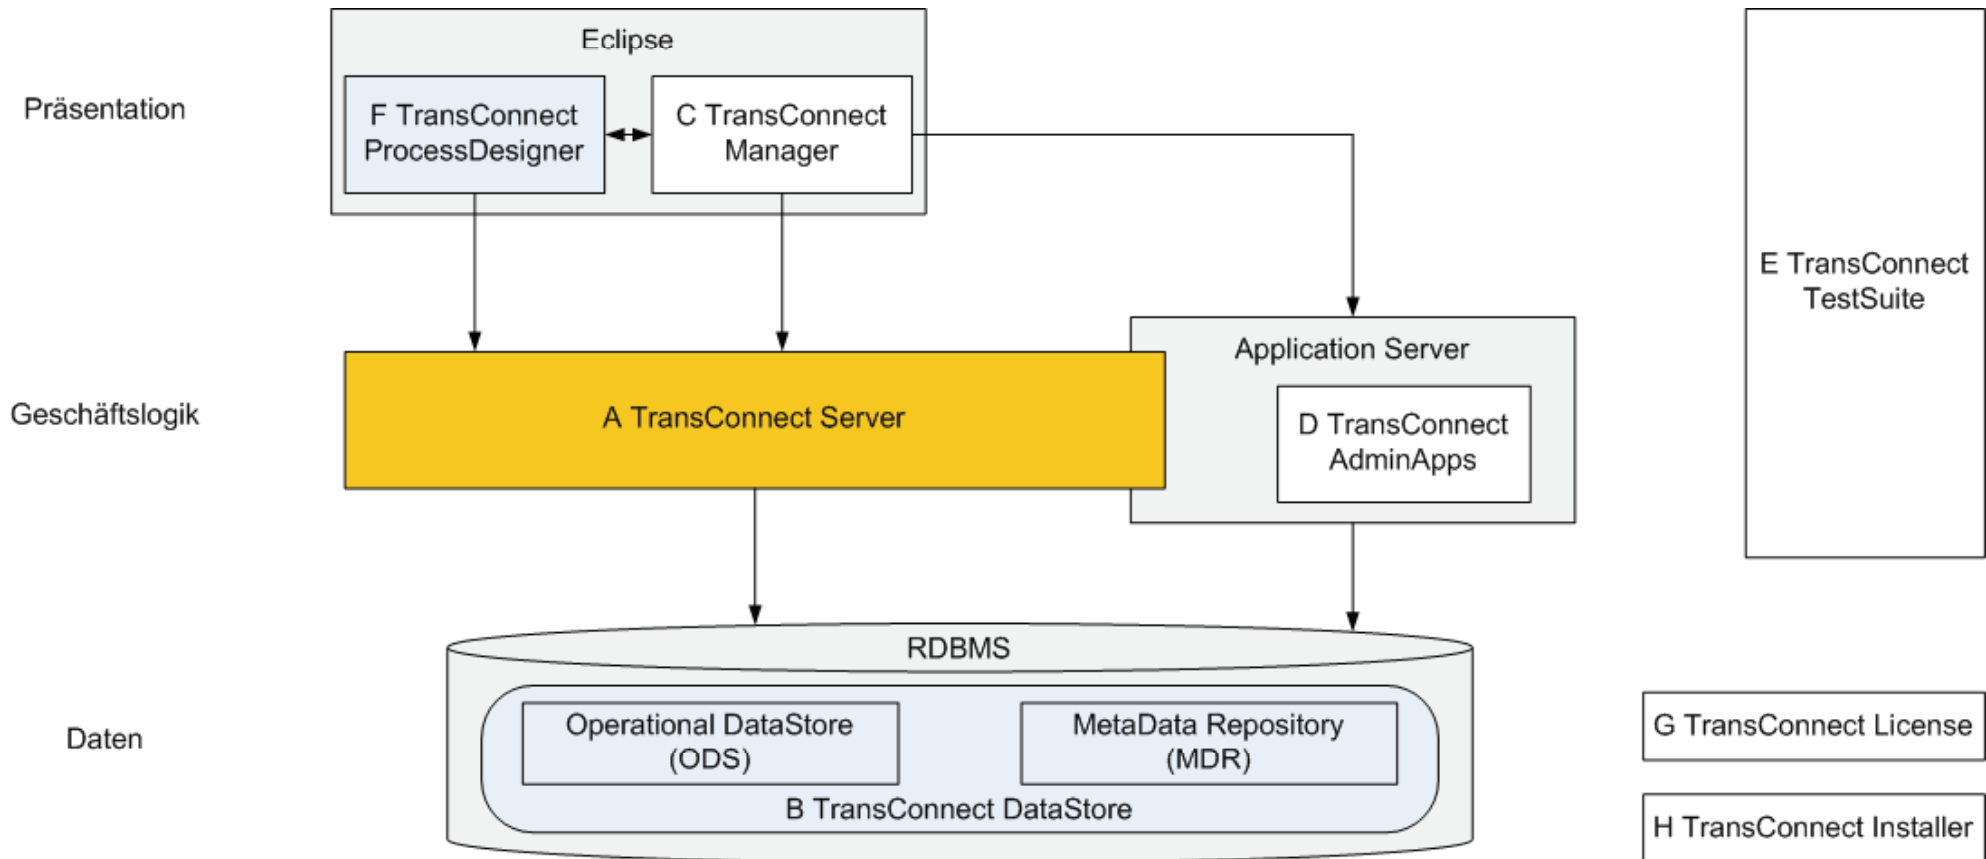 Eclipse
Präsentation
F TransConnect
ProcessDesigner
C TransConnect
Manager
E TransConnect
TestSuite
Application Server
Geschäftslogik
A TransConnect Server
D TransConnect
AdminApps
RDBMS
Daten
Operational DataStore
(ODS)
MetaData Repository
(MDR)
B TransConnect DataStore
G TransConnect License
H TransConnect Installer